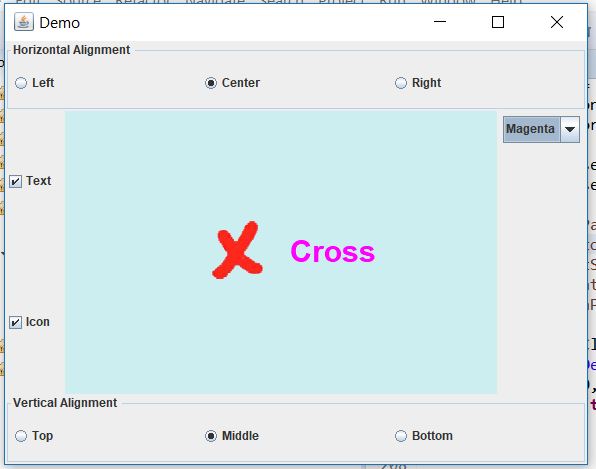 Demo
Horizontal Alignment
Left Center Right
Magenta
Text
Cross
Icon
Vertical Alignment
Top Middle Bottom